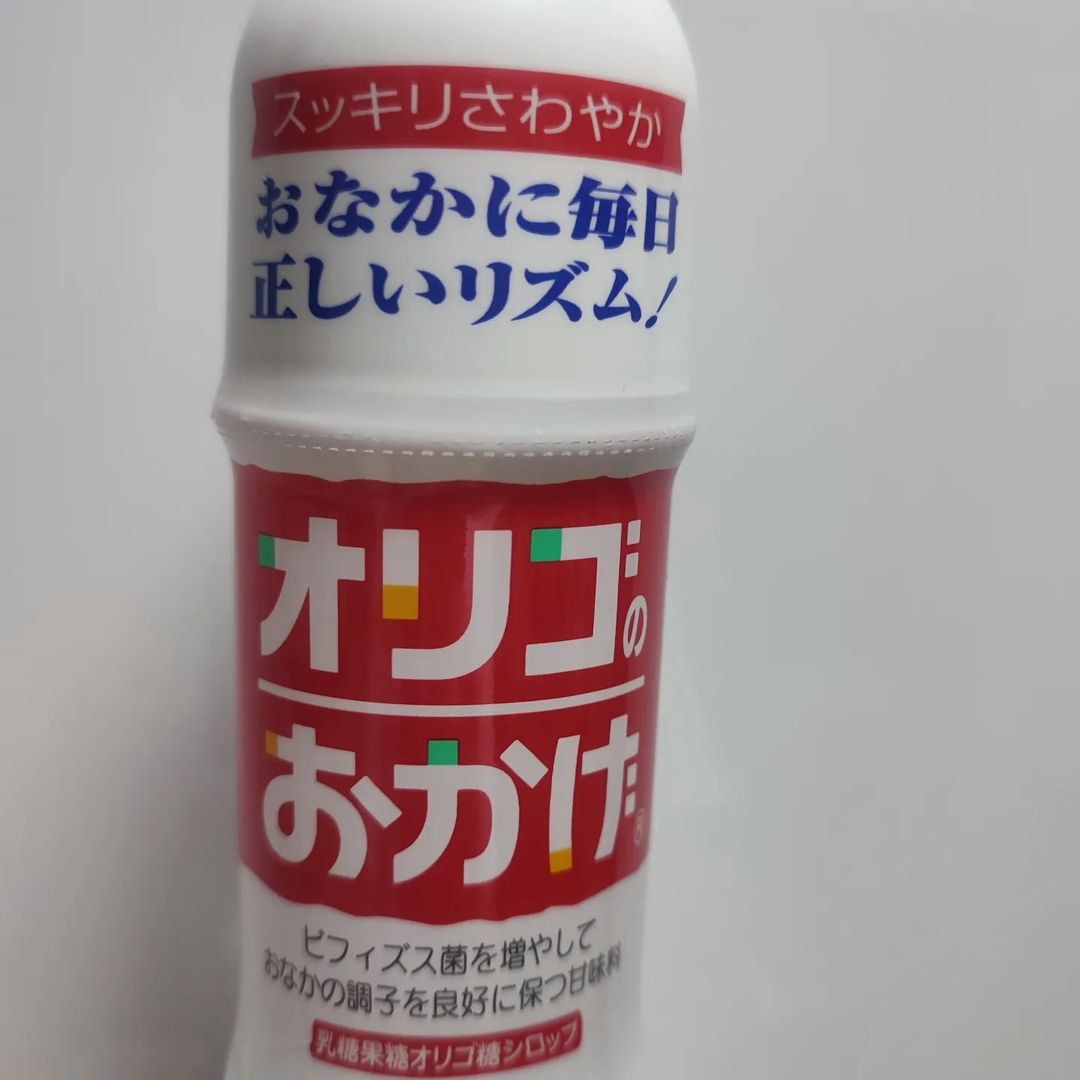 スッキリさわやか
おなかに毎日
正しいリズム!
オリゴの
おかげ®
ビフィズス菌を増やして
おなかの調子を良好に保つ甘味料
乳糖果糖オリゴ糖シロップ